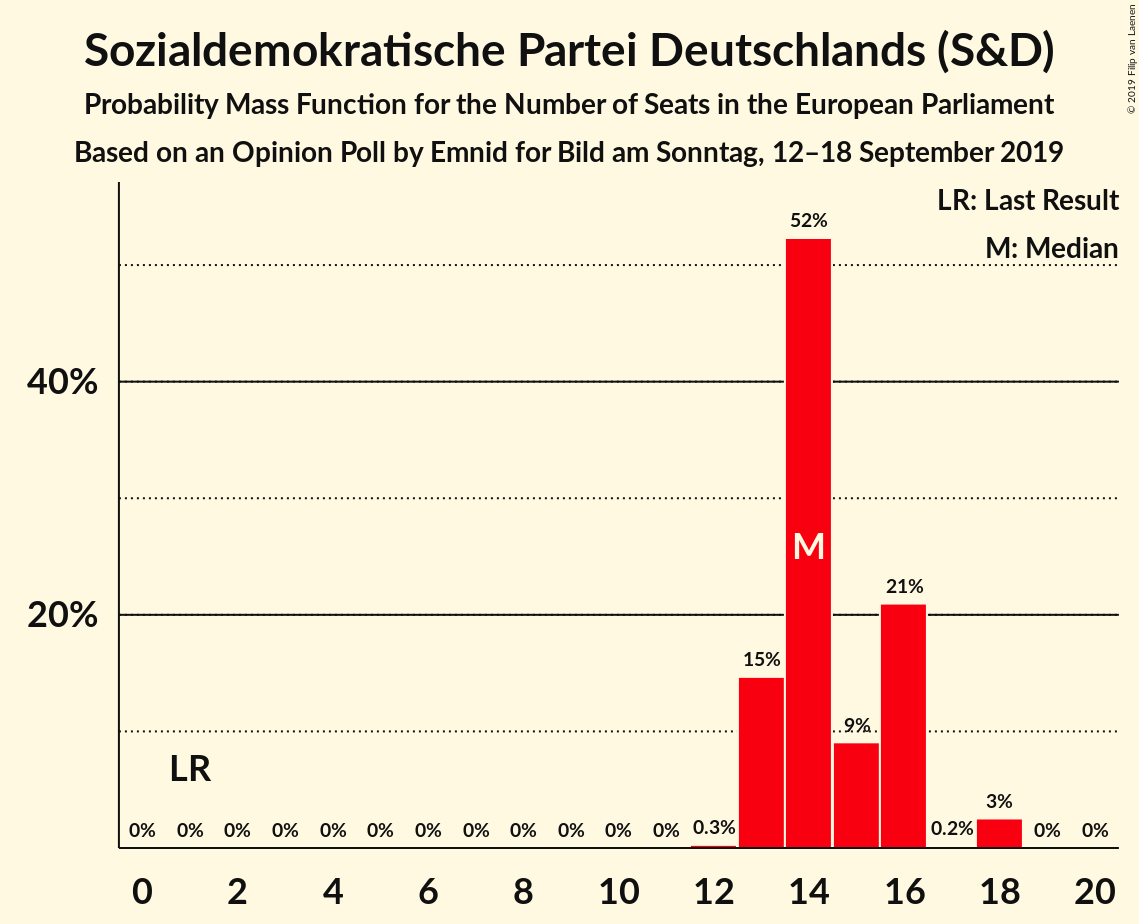 Sozialdemokratische Partei Deutschlands (S&D)
Probability Mass Function for the Number of Seats in the European Parliament
Based on an Opinion Poll by Emnid for Bild am Sonntag, 12–18 September 2019
© 2019 Filip van Laenen
LR: Last Result
M: Median
52%
40%
M
21%
20%
15%
9%
LR
3%
0% 0% 0% 0% 0% 0% 0% 0% 0% 0% 0% 0% 0.3% 0.2% 0% 0%
0 2 4 6 8 10 12 14 16 18 20